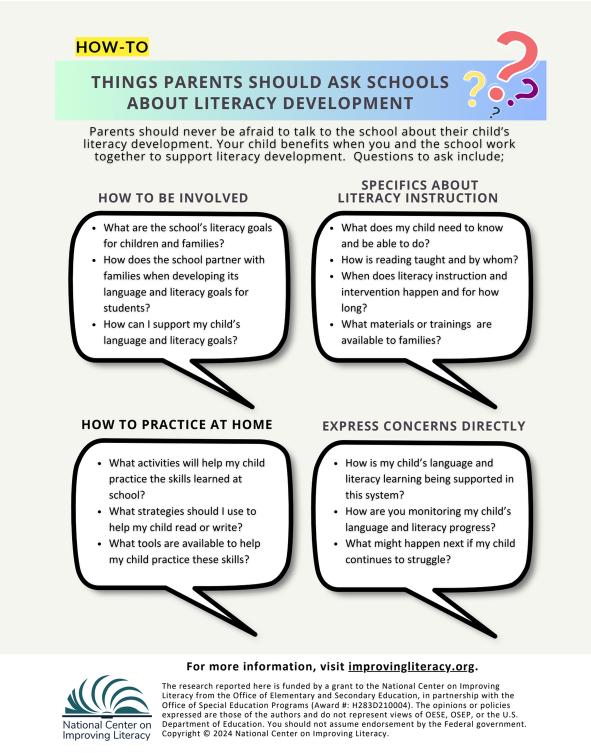 HOW-TO
THINGS PARENTS SHOULD ASK SCHOOLS
ABOUT LITERACY DEVELOPMENT
Parents should never be afraid to talk to the school about their child's
literacy development. Your child benefits when you and the school work
together to support literacy development.  Questions to ask include;
HOW TO BE INVOLVED
• What are the school's literacy goals
for children and families?
• How does the school partner with
families when developing its
language and literacy goals for
students?
• How can I support my child's
language and literacy goals?
SPECIFICS ABOUT
LITERACY INSTRUCTION
• What does my child need to know
and be able to do?
• How is reading taught and by whom?
• When does literacy instruction and
intervention happen and for how
long?
• What materials or trainings  are
available to families?
HOW TO PRACTICE AT HOME
• What activities will help my child
practice the skills learned at
school?
• What strategies should I use to
help my child read or write?
• What tools are available to help
my child practice these skills?
EXPRESS CONCERNS DIRECTLY
• How is my child's language and
literacy learning being supported in
this system?
• How are you monitoring my child's
language and literacy progress?
• What might happen next if my child
continues to struggle?
For more information, visit improvingliteracy.org.
National Center on
Improving Literacy
The research reported here is funded by a grant to the National Center on Improving
Literacy from the Office of Elementary and Secondary Education, in partnership with the
Office of Special Education Programs (Award #: H283D210004). The opinions or policies
expressed are those of the authors and do not represent views of OESE, OSEP, or the U.S.
Department of Education. You should not assume endorsement by the Federal government.
Copyright © 2024 National Center on Improving Literacy.